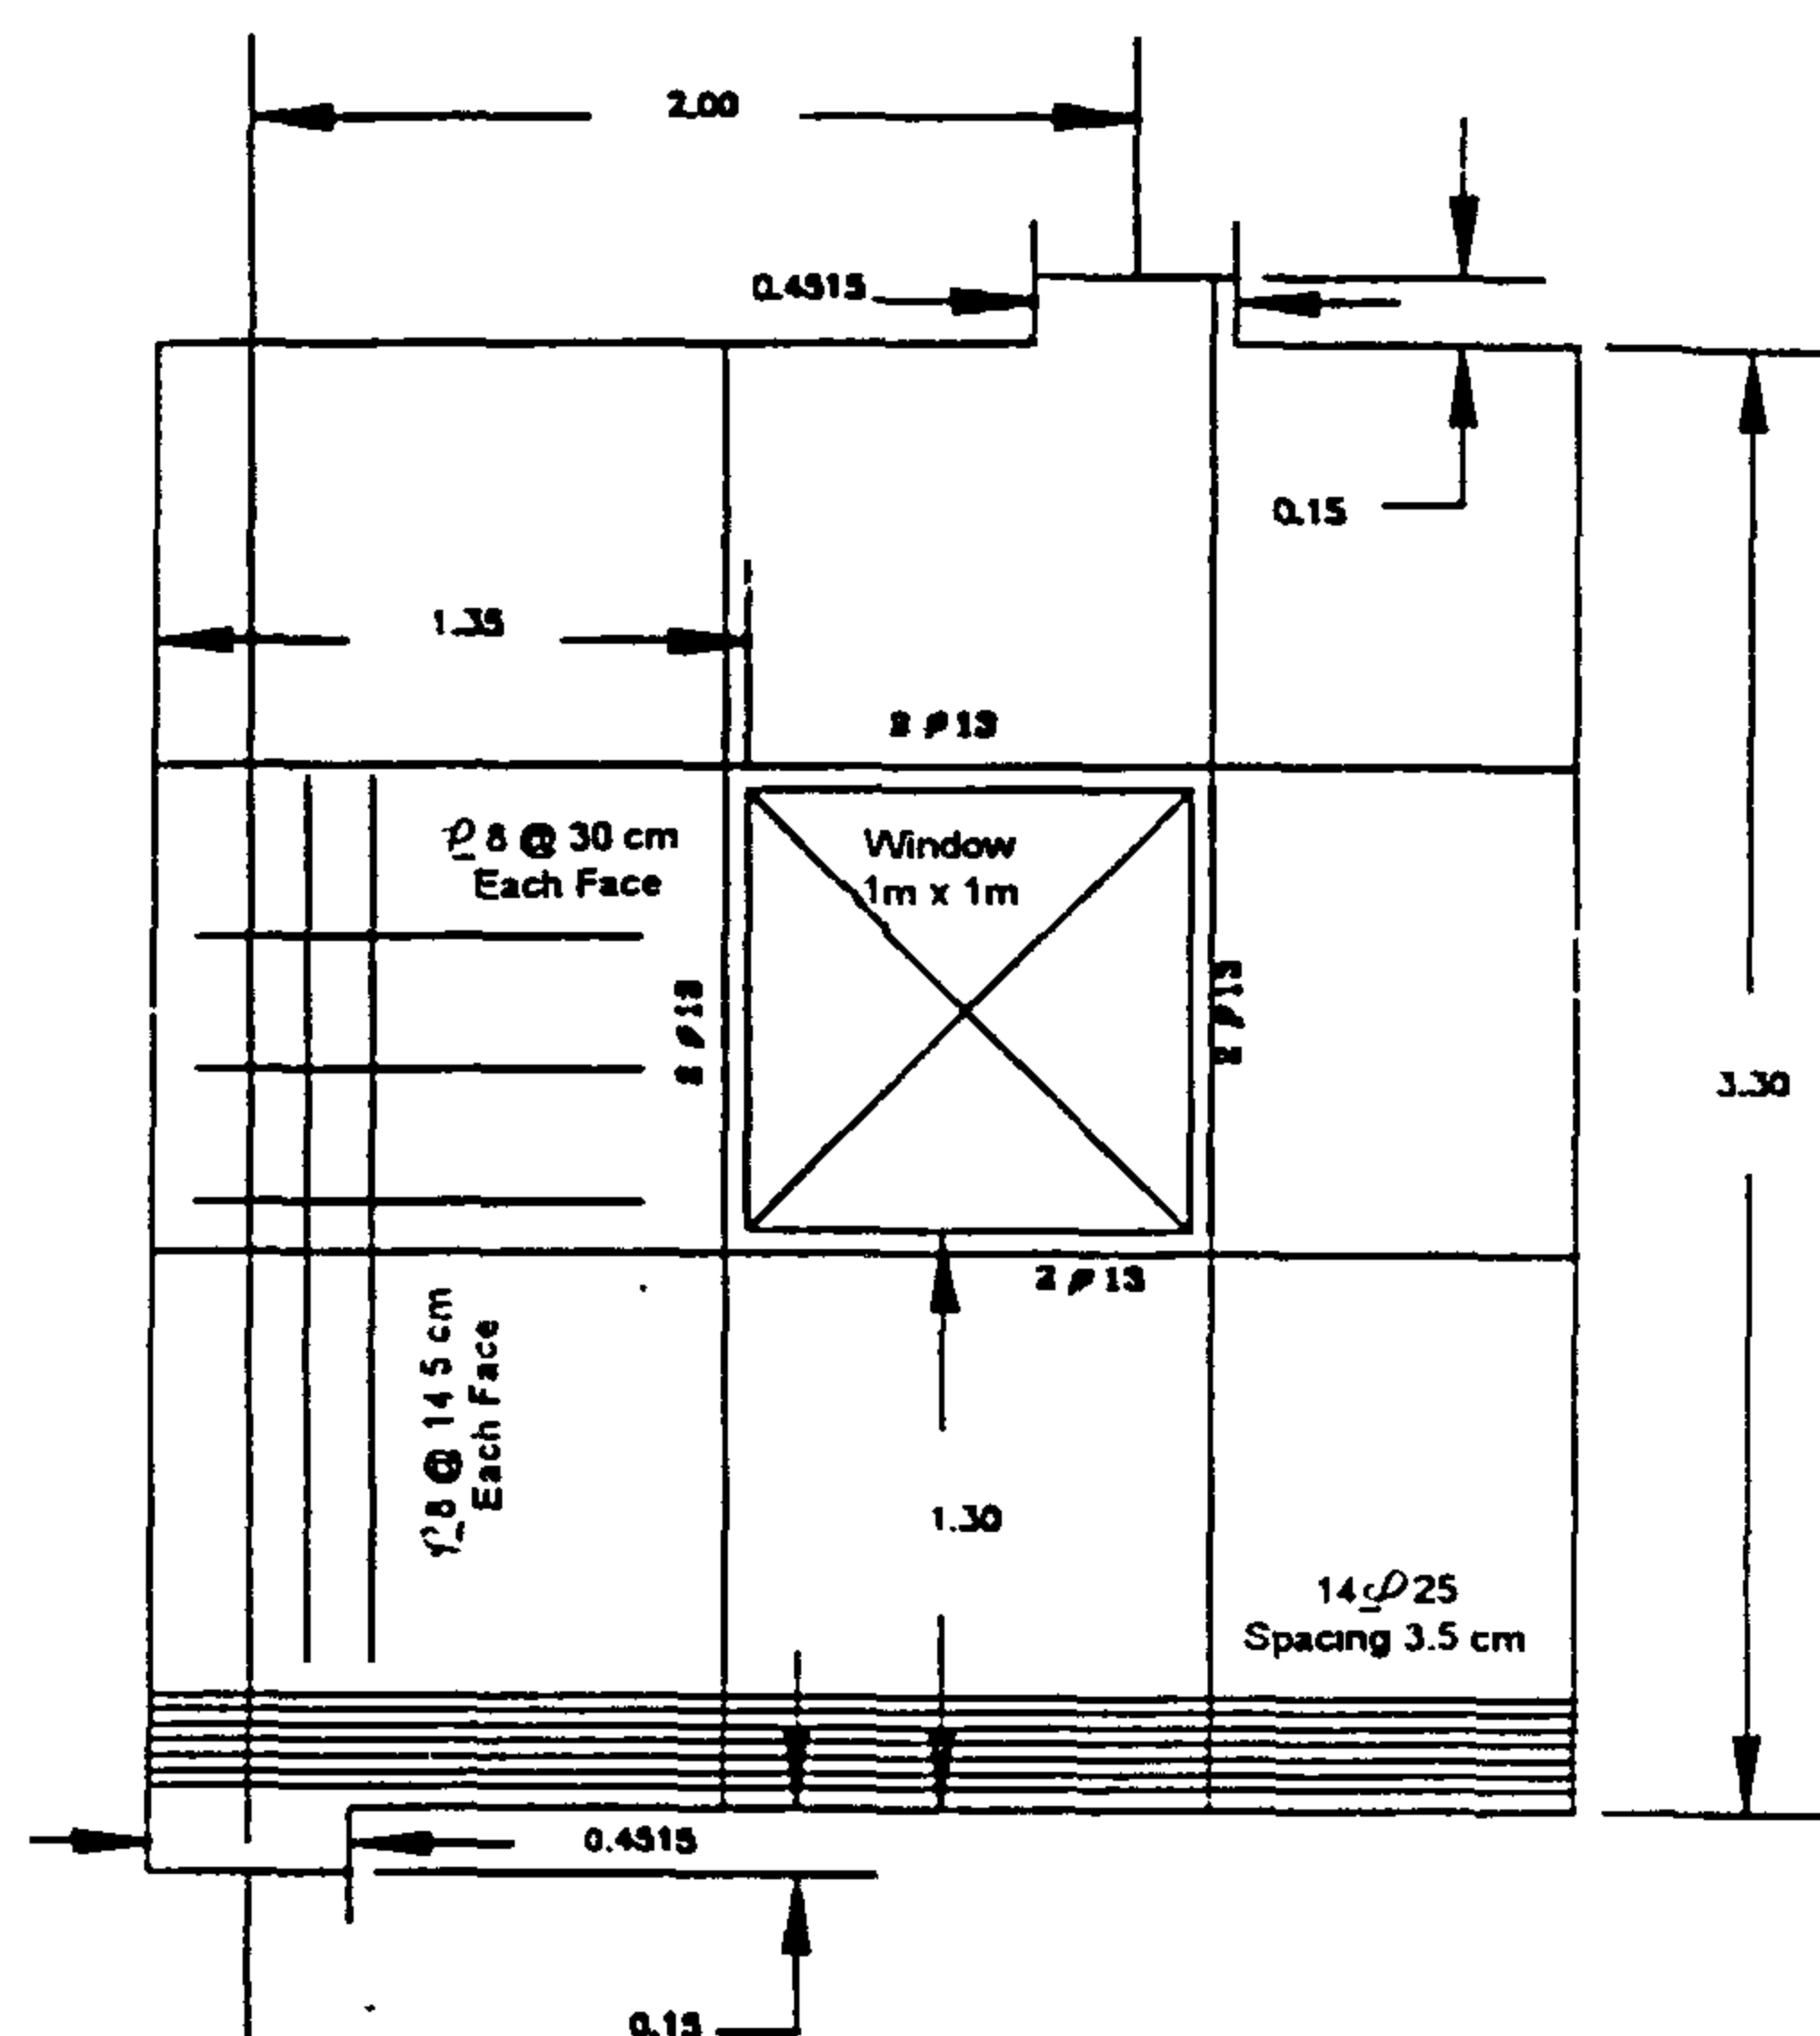 2.00
0.4515
0.15
1.35
2 ⌀ 13
⌀ 8 @ 30 cm
Each Face
Window
1m x 1m
2 ⌀ 13
2 ⌀ 13
3.30
2 ⌀ 13
⌀ 8 @ 14 5 cm
Each Face
1.30
14 ⌀ 25
Spacing 3.5 cm
0.4515
0.15